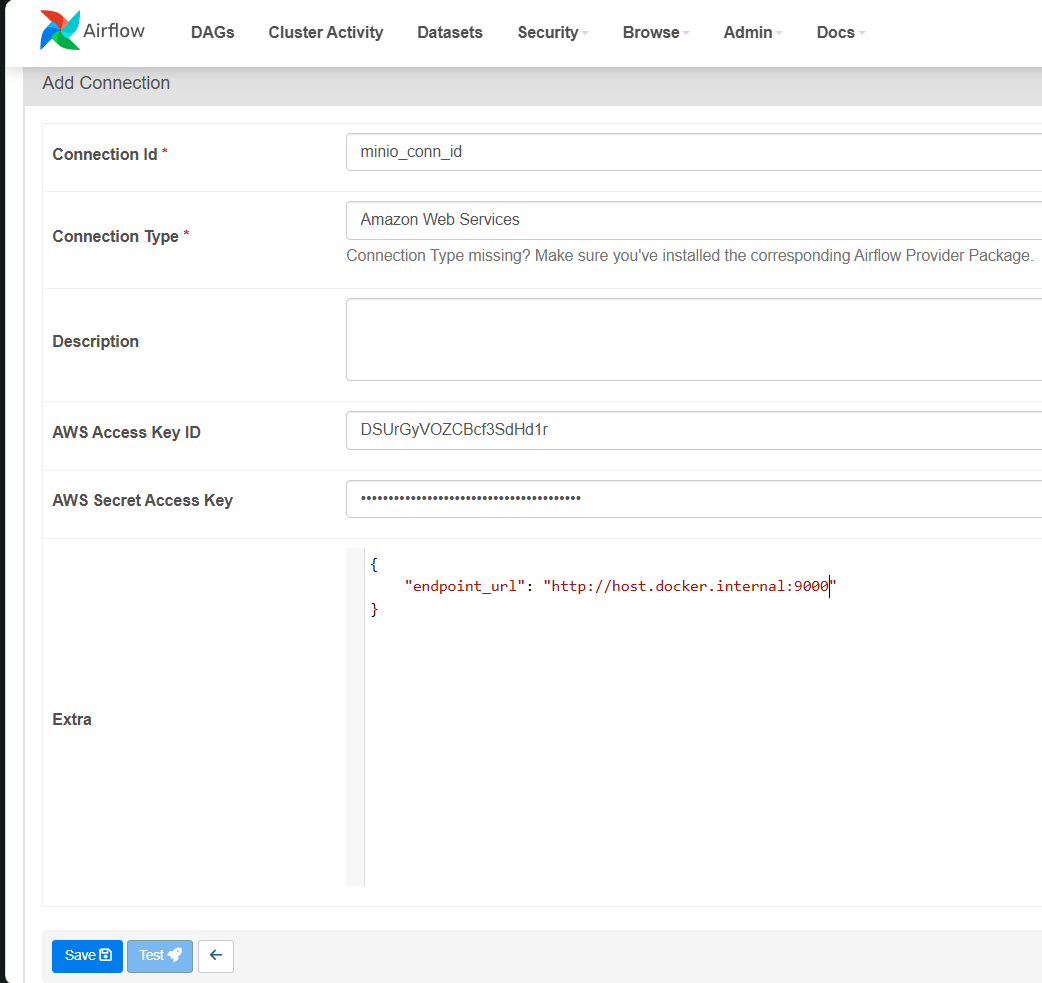 Airflow DAGs Cluster Activity Datasets Security Browse Admin Docs
Add Connection
Connection Id * minio_conn_id
Connection Type * Amazon Web Services
Connection Type missing? Make sure you've installed the corresponding Airflow Provider Package.
Description
AWS Access Key ID DSUrGyVOZCBcf3SdHd1r
AWS Secret Access Key ••••••••••••••••••••••••••••••••••••••••
{
"endpoint_url": "http://host.docker.internal:9000"
}
Extra
Save Test